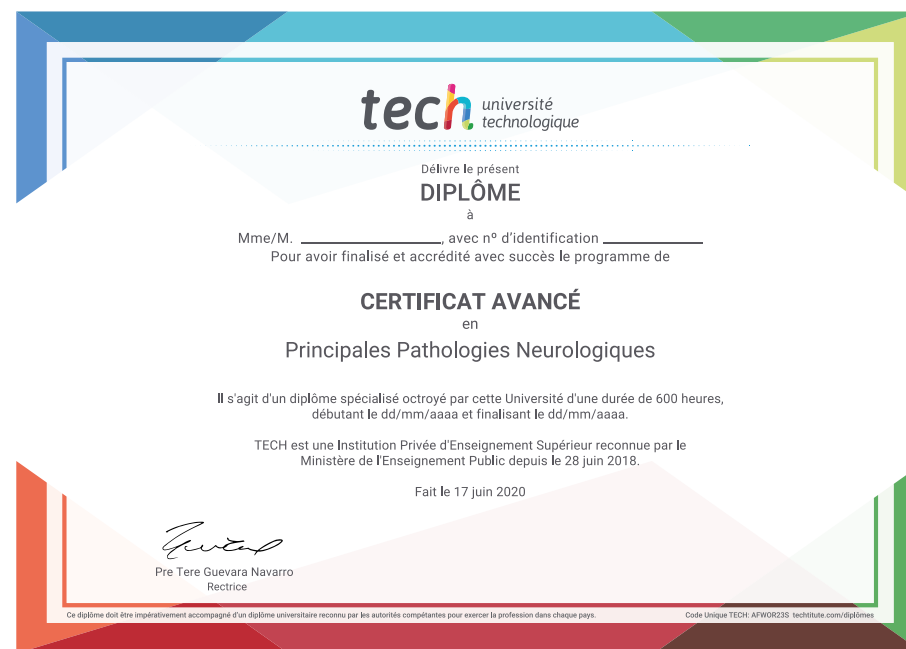 tech université
technologique
Délivre le présent
DIPLÔME
à
Mme/M. ____________________, avec nº d'identification ______________
Pour avoir finalisé et accrédité avec succès le programme de
CERTIFICAT AVANCÉ
en
Principales Pathologies Neurologiques
Il s'agit d'un diplôme spécialisé octroyé par cette Université d'une durée de 600 heures,
débutant le dd/mm/aaaa et finalisant le dd/mm/aaaa.
TECH est une Institution Privée d'Enseignement Supérieur reconnue par le
Ministère de l'Enseignement Public depuis le 28 juin 2018.
Fait le 17 juin 2020
Pre Tere Guevara Navarro
Rectrice
Ce diplôme doit être impérativement accompagné d'un diplôme universitaire reconnu par les autorités compétantes pour exercer la profession dans chaque pays.
Code Unique TECH: AFWOR23S techtitute.com/diplômes